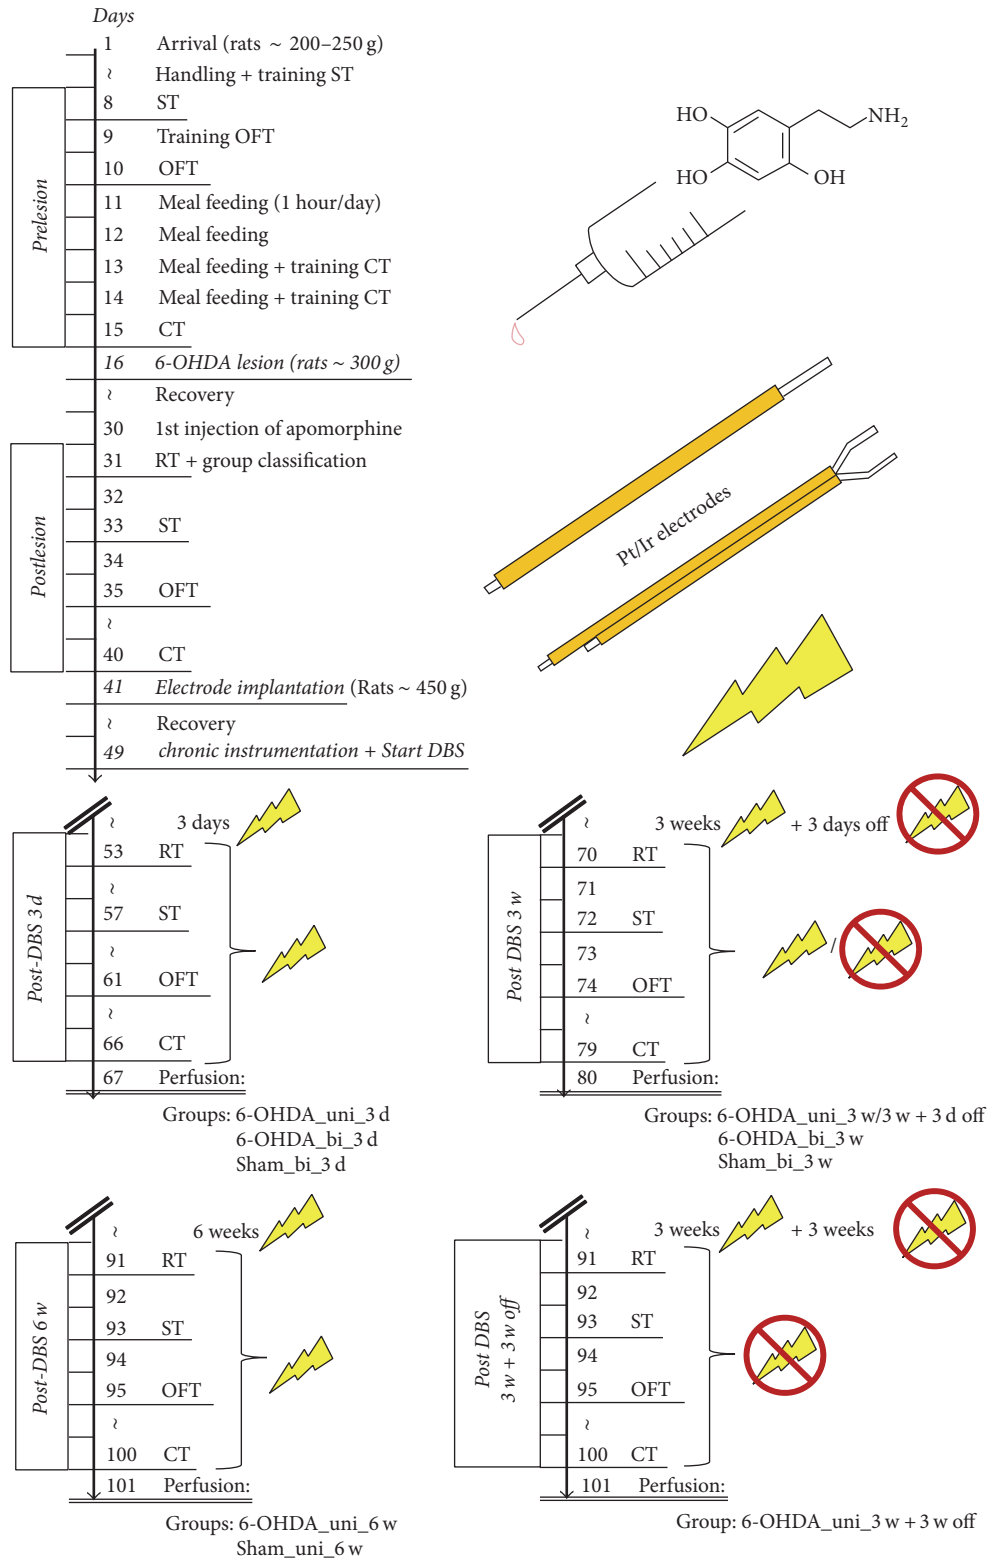 Days
1 Arrival (rats ~ 200–250 g)
~ Handling + training ST
8 ST
9 Training OFT
10 OFT
11 Meal feeding (1 hour/day)
12 Meal feeding
13 Meal feeding + training CT
14 Meal feeding + training CT
15 CT
Prelesion
16 6-OHDA lesion (rats ~ 300 g)
~ Recovery
30 1st injection of apomorphine
31 RT + group classification
32
33 ST
34
35 OFT
~
40 CT
Postlesion
41 Electrode implantation (Rats ~ 450 g)
~ Recovery
49 chronic instrumentation + Start DBS
HO
NH2
HO
OH
Pt/Ir electrodes
~ 3 days
53 RT
~
57 ST
~
61 OFT
~
66 CT
Post-DBS 3 d
67 Perfusion:
Groups: 6-OHDA_uni_3 d
6-OHDA_bi_3 d
Sham_bi_3 d
~ 3 weeks + 3 days off
70 RT
71
72 ST
73
74 OFT
~
79 CT
/
Post DBS 3 w
80 Perfusion:
Groups: 6-OHDA_uni_3 w/3 w + 3 d off
6-OHDA_bi_3 w
Sham_bi_3 w
~ 6 weeks
91 RT
92
93 ST
94
95 OFT
~
100 CT
Post-DBS 6 w
101 Perfusion:
Groups: 6-OHDA_uni_6 w
Sham_uni_6 w
~ 3 weeks + 3 weeks
91 RT
92
93 ST
94
95 OFT
~
100 CT
Post DBS
3 w + 3 w off
101 Perfusion:
Group: 6-OHDA_uni_3 w + 3 w off